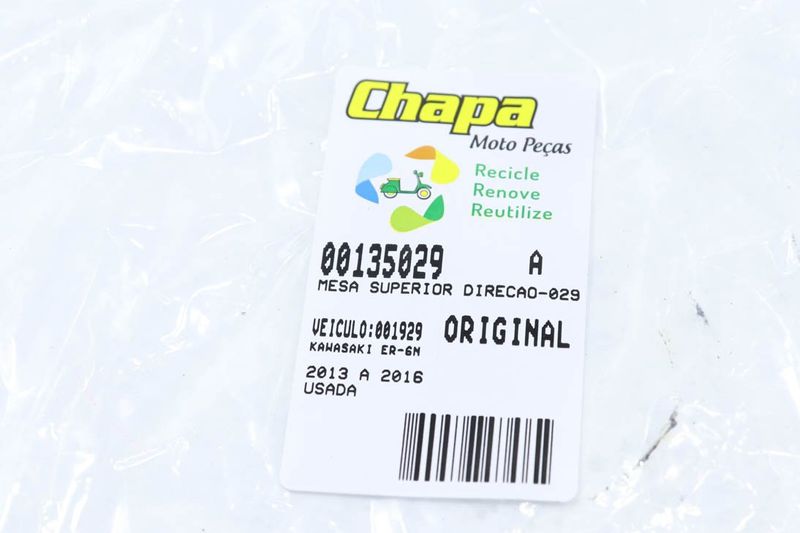 Chapa
Moto Peças
Recicle
Renove
Reutilize
00135029 A
MESA SUPERIOR DIRECAO-029
VEICULO:001929 ORIGINAL
KAWASAKI ER-6N
2013 A 2016
USADA